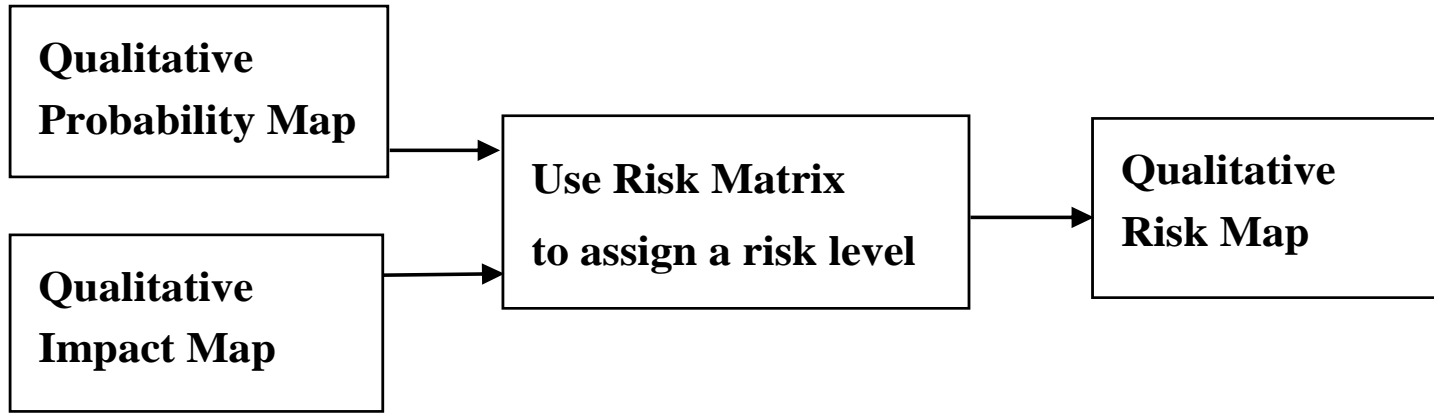 Qualitative
Probability Map
Qualitative
Impact Map
Use Risk Matrix
to assign a risk level
Qualitative
Risk Map